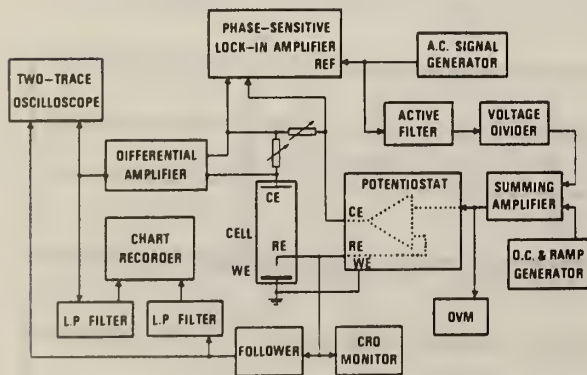 PHASE-SENSITIVE
LOCK-IN AMPLIFIER
REF
A.C. SIGNAL
GENERATOR
TWO-TRACE
OSCILLOSCOPE
ACTIVE
FILTER
VOLTAGE
DIVIDER
DIFFERENTIAL
AMPLIFIER
POTENTIOSTAT
SUMMING
AMPLIFIER
CE
CE
CELL
CHART
RECORDER
RE
RE
WE
WE
O.C. & RAMP
GENERATOR
L.P FILTER
L.P FILTER
OVM
FOLLOWER
CRO
MONITOR